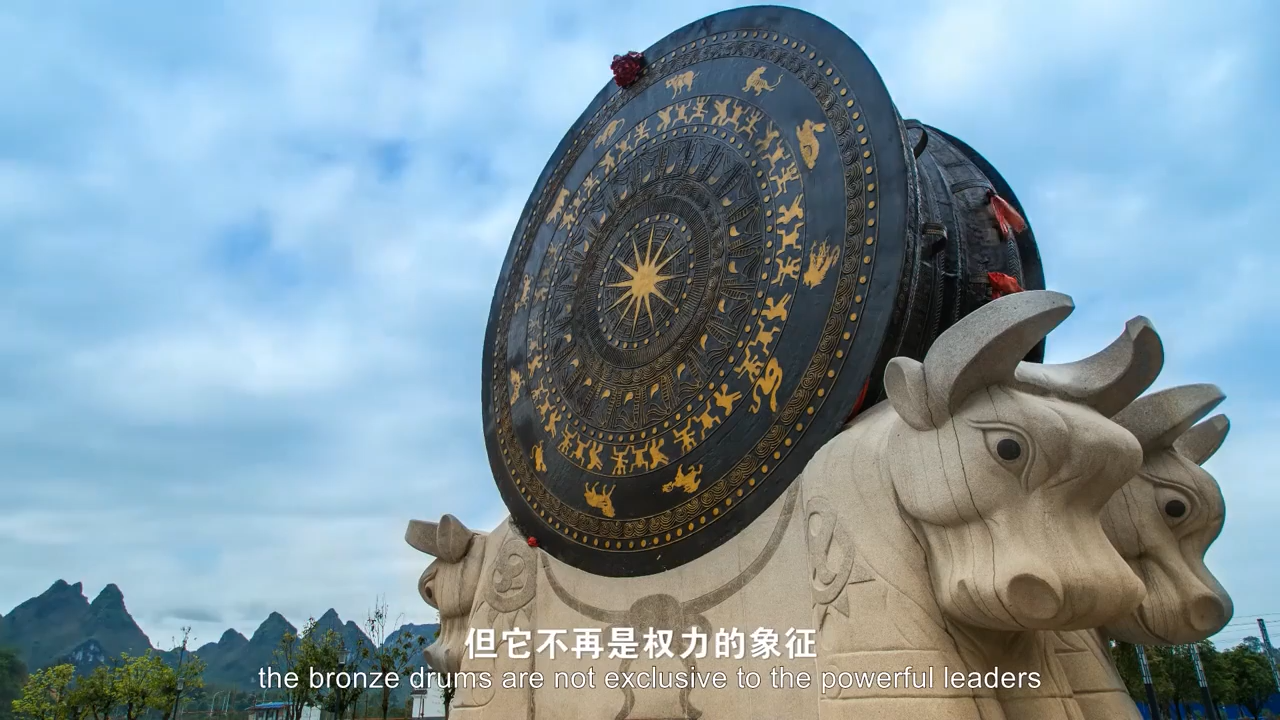 但它不再是权力的象征
the bronze drums are not exclusive to the powerful leaders